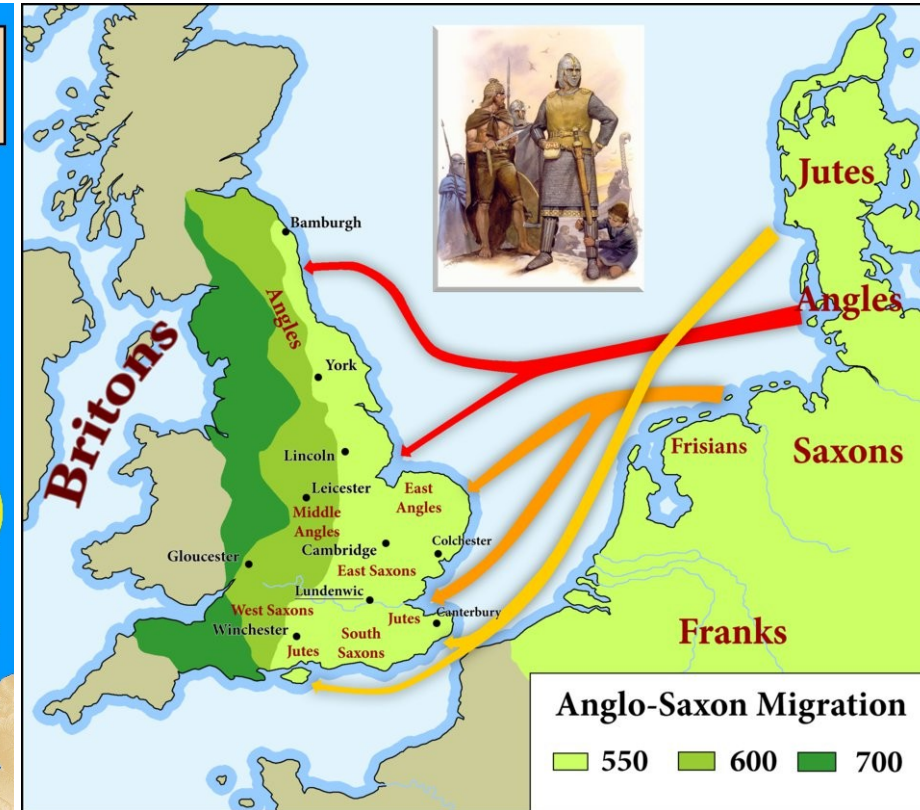 Jutes
Angles
Bamburgh
Angles
Britons
York
Frisians
Saxons
Lincoln
Leicester
East
Angles
Middle
Angles
Cambridge
Colchester
Gloucester
East Saxons
Lundenwic
West Saxons
Jutes
Canterbury
Winchester
South
Saxons
Jutes
Franks
Anglo-Saxon Migration
550 600 700